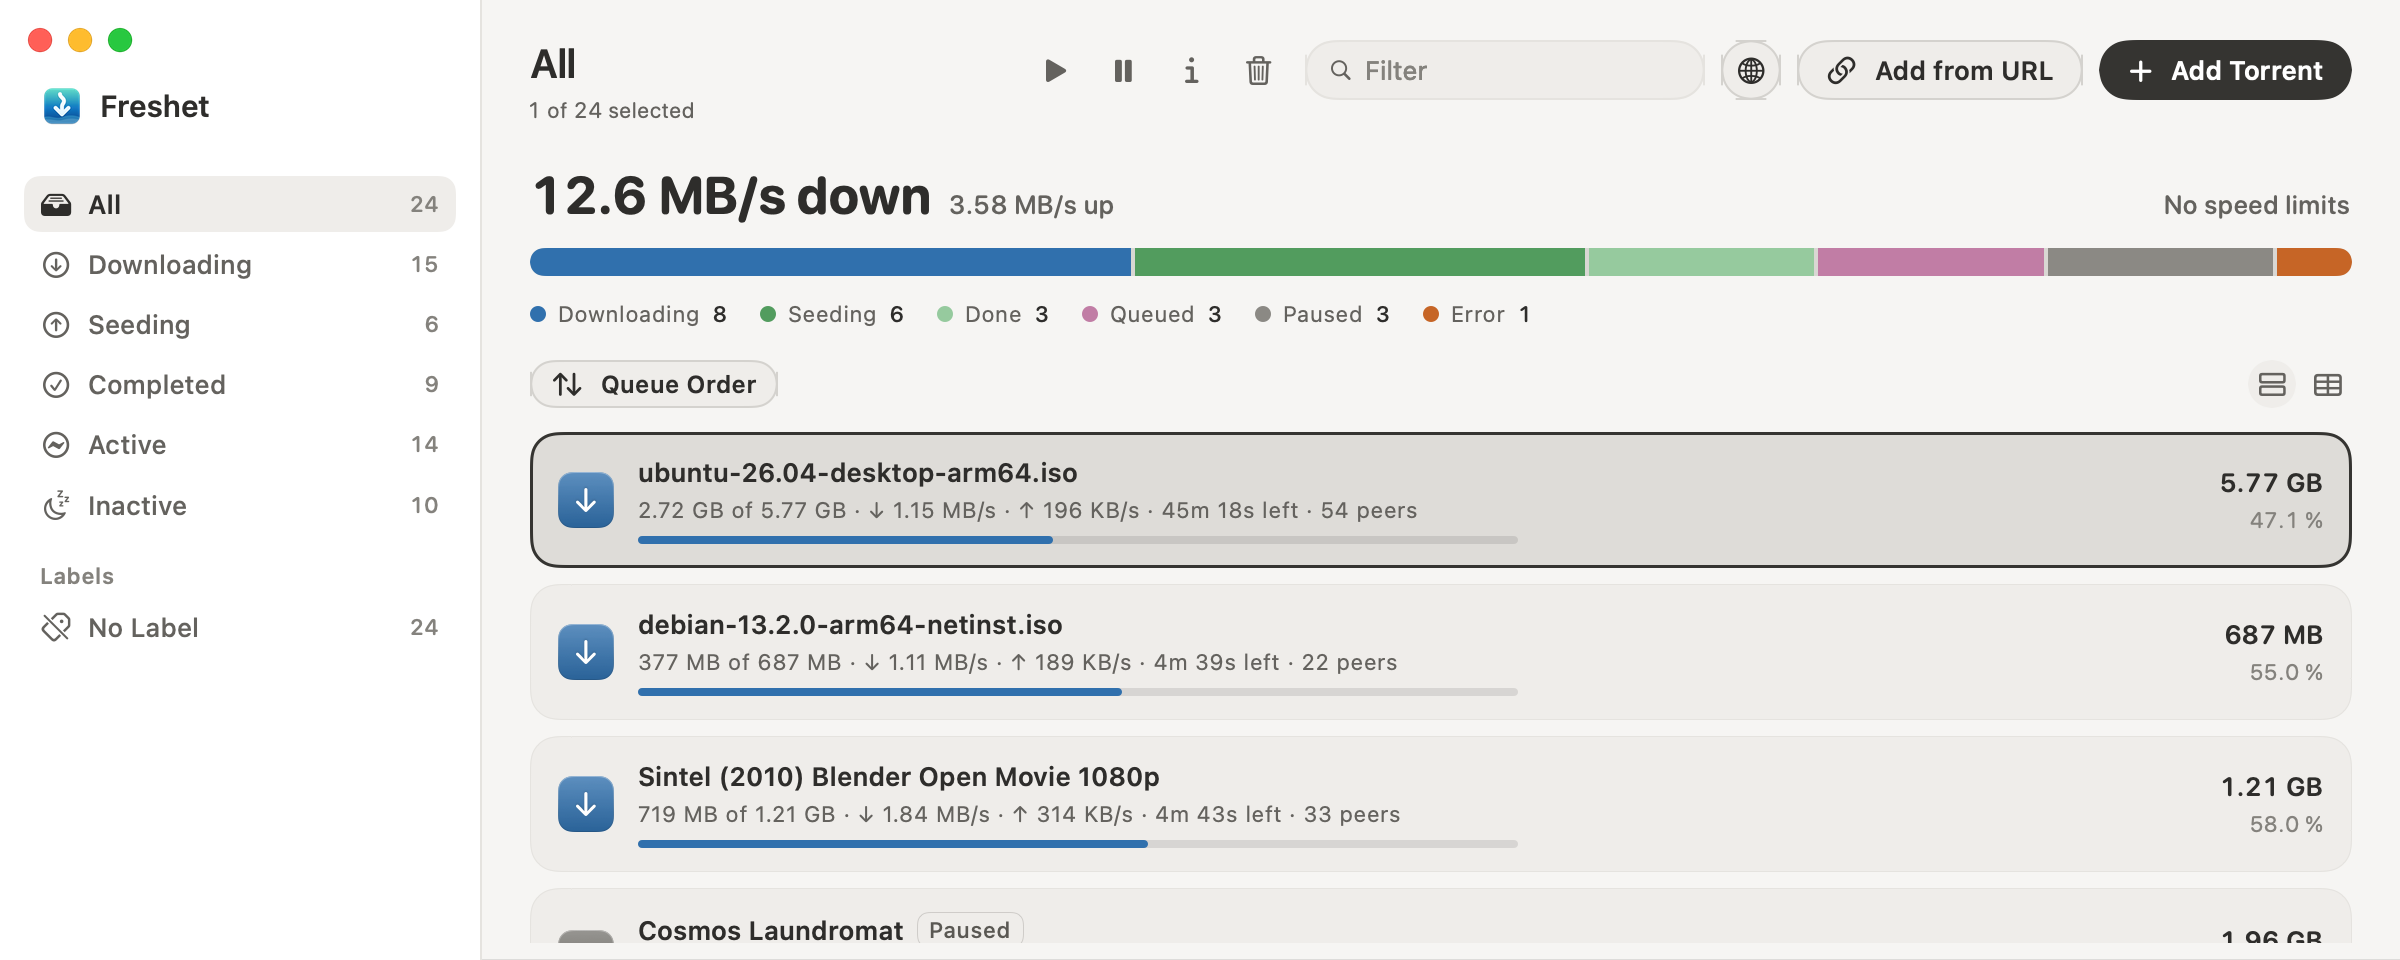 Freshet
All 24
Downloading 15
Seeding 6
Completed 9
Active 14
Inactive 10
Labels
No Label 24
All
1 of 24 selected
Filter
Add from URL
Add Torrent
12.6 MB/s down 3.58 MB/s up
No speed limits
Downloading 8 Seeding 6 Done 3 Queued 3 Paused 3 Error 1
Queue Order
ubuntu-26.04-desktop-arm64.iso
2.72 GB of 5.77 GB · ↓ 1.15 MB/s · ↑ 196 KB/s · 45m 18s left · 54 peers
5.77 GB
47.1 %
debian-13.2.0-arm64-netinst.iso
377 MB of 687 MB · ↓ 1.11 MB/s · ↑ 189 KB/s · 4m 39s left · 22 peers
687 MB
55.0 %
Sintel (2010) Blender Open Movie 1080p
719 MB of 1.21 GB · ↓ 1.84 MB/s · ↑ 314 KB/s · 4m 43s left · 33 peers
1.21 GB
58.0 %
Cosmos Laundromat Paused
1.96 GB